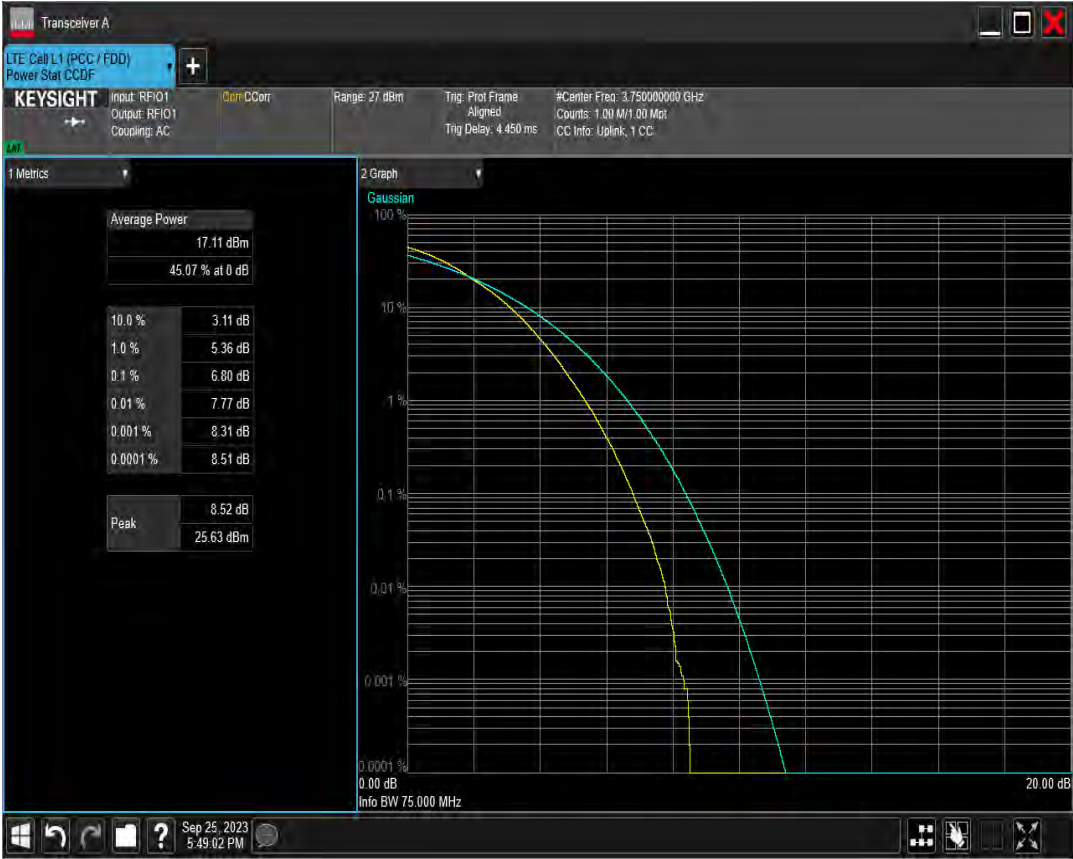 Transceiver A
LTE Cell L1 (PCC / FDD)
Power Stat CCDF
KEYSIGHT
Input: RFIO1
Output: RFIO1
Coupling: AC
Corr CCorr
Range: 27 dBm
Trig: Prot Frame
Aligned
Trig Delay: 4.450 ms
#Center Freq: 3.750000000 GHz
Counts: 1.00 M/1.00 Mpt
CC Info: Uplink, 1 CC
1 Metrics
Average Power
17.11 dBm
45.07 % at 0 dB
10.0 % 3.11 dB
1.0 % 5.36 dB
0.1 % 6.80 dB
0.01 % 7.77 dB
0.001 % 8.31 dB
0.0001 % 8.51 dB
Peak
8.52 dB
25.63 dBm
2 Graph
Gaussian
100 %
10 %
1 %
0.1 %
0.01 %
0.001 %
0.0001 %
0.00 dB
20.00 dB
Info BW 75.000 MHz
?
Sep 25, 2023
5:49:02 PM